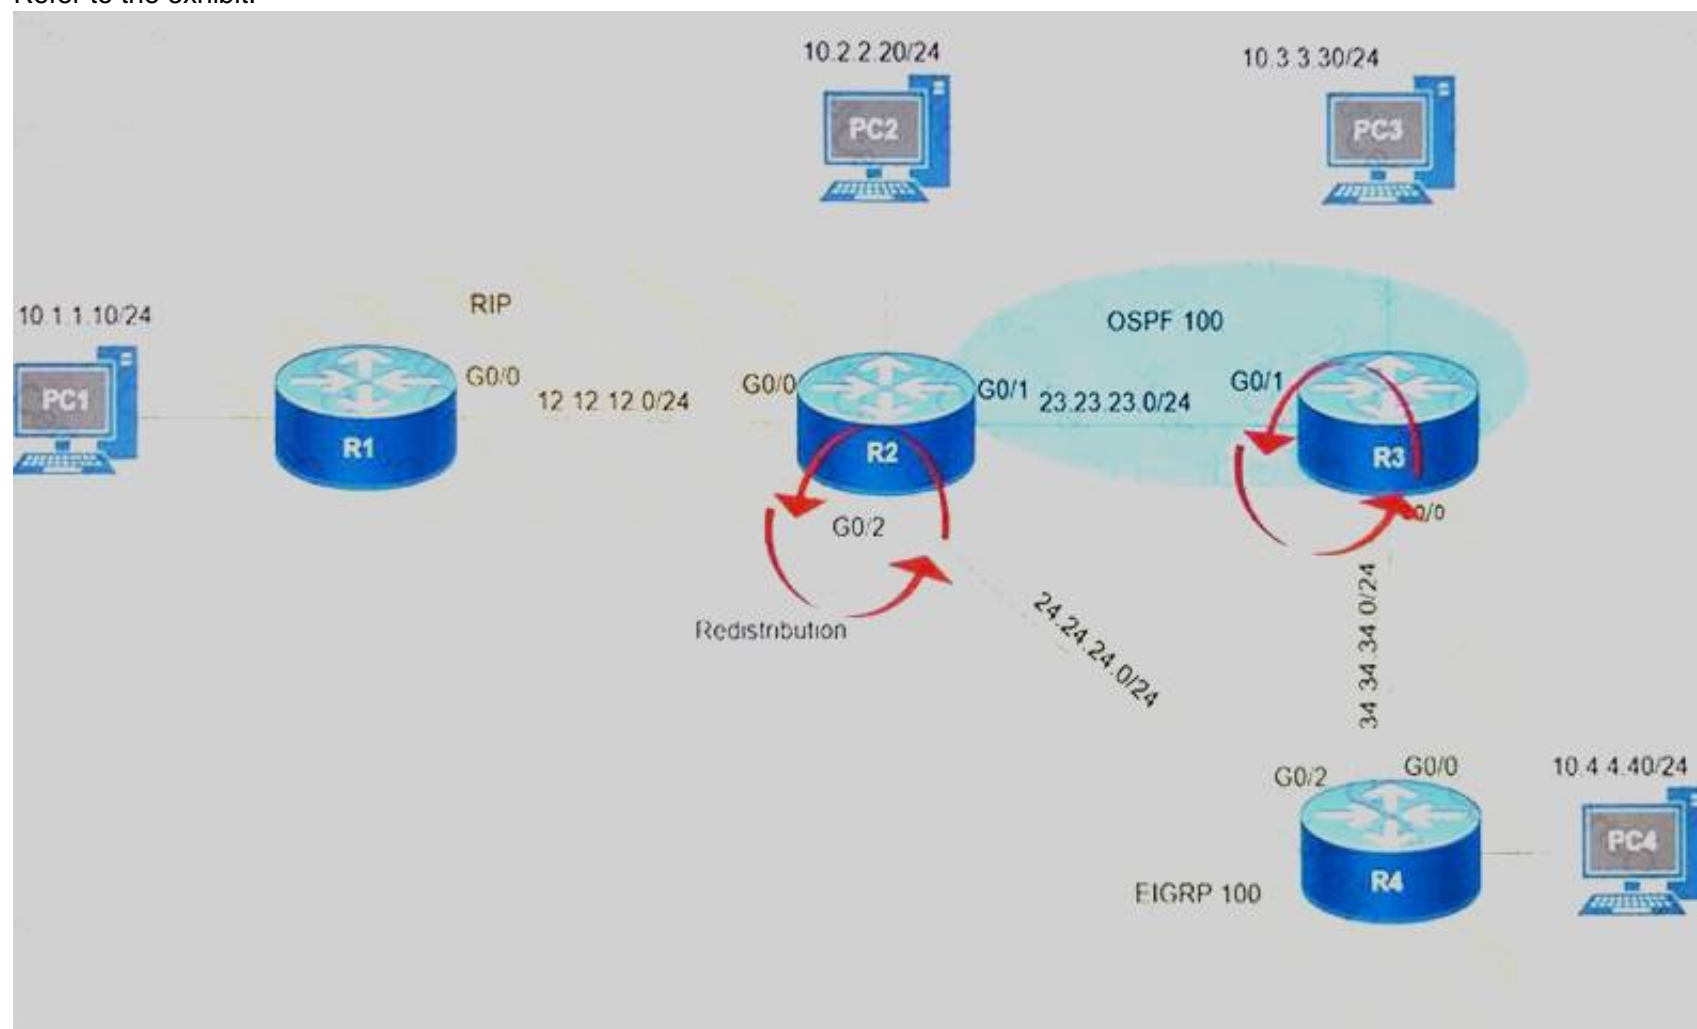 Refer to the exhibit.
10.2.2.20/24
10.3.3.30/24
PC2
PC3
RIP
10.1.1.10/24
OSPF 100
G0/0
G0/0
G0/1
G0/1
PC1
12.12.12.0/24
23.23.23.0/24
R1
R2
R3
G0/2
G0/0
24.24.24.0/24
34.34.34.0/24
Redistribution
G0/2
G0/0
10.4.4.40/24
PC4
R4
EIGRP 100